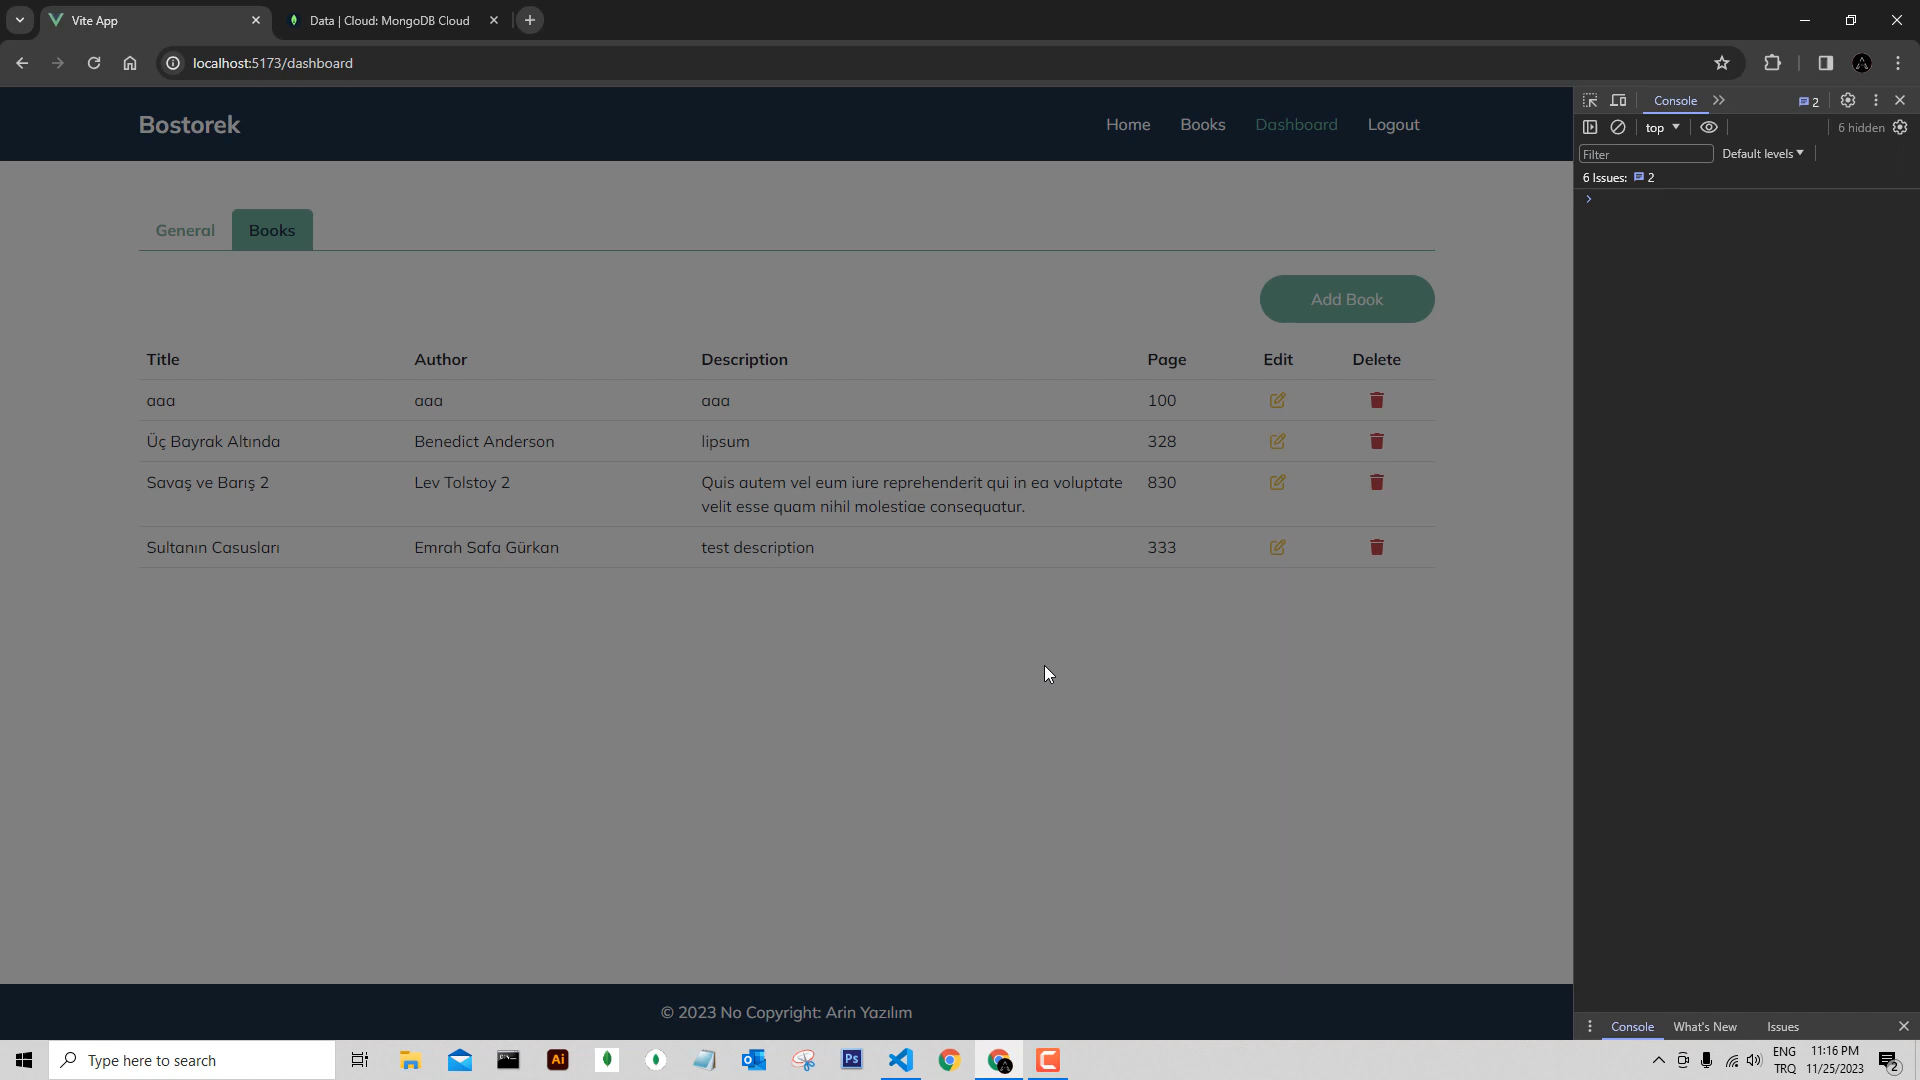 Vite App
Data | Cloud: MongoDB Cloud
localhost:5173/dashboard
Bostorek
Home Books Dashboard Logout
General Books
Add Book
Title Author Description Page Edit Delete
aaa aaa aaa 100
Üç Bayrak Altında Benedict Anderson lipsum 328
Savaş ve Barış 2 Lev Tolstoy 2 Quis autem vel eum iure reprehenderit qui in ea voluptate 830
velit esse quam nihil molestiae consequatur.
Sultanın Casusları Emrah Safa Gürkan test description 333
© 2023 No Copyright: Arin Yazılım
Console
2
top
6 hidden
Filter
Default levels
6 Issues: 2
Console What's New Issues
Type here to search
Ai
Ps
ENG
TRQ
11:16 PM
11/25/2023
2